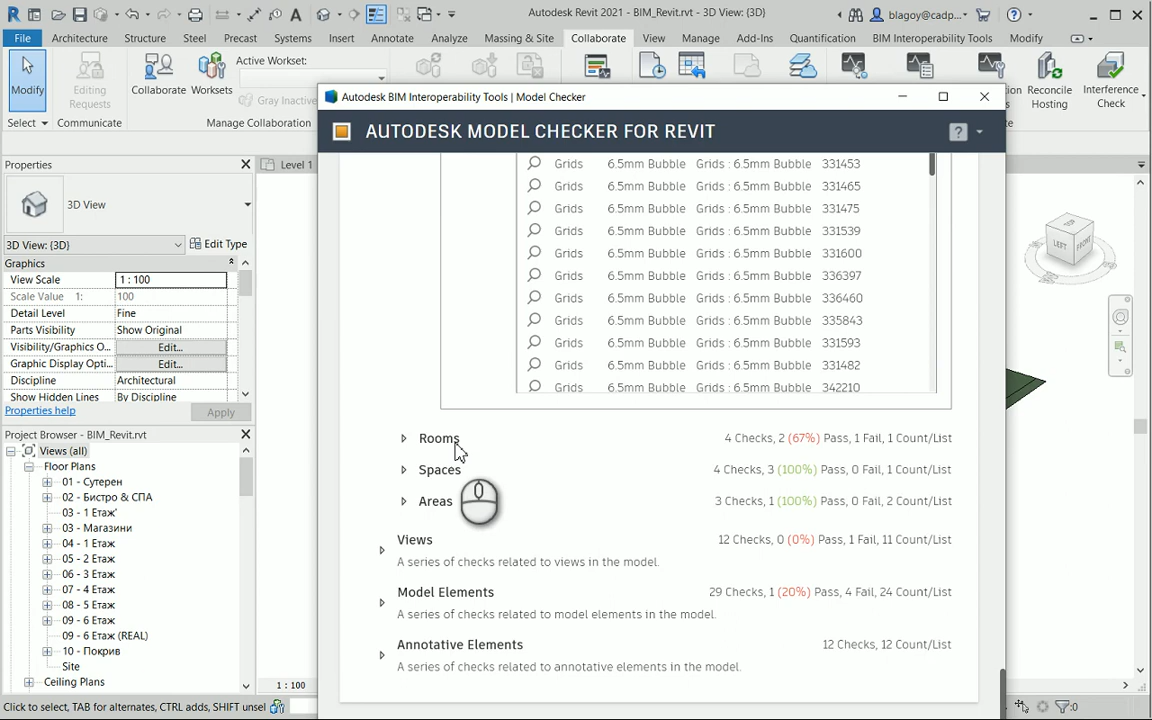 Autodesk Revit 2021 - BIM_Revit.rvt - 3D View: {3D}
blagoy@cadp...
File Architecture Structure Steel Precast Systems Insert Annotate Analyze Massing & Site Collaborate View Manage Add-Ins Quantification BIM Interoperability Tools Modify
Modify
Editing
Requests
Collaborate
Worksets
Active Workset:
Gray Inactive
Reconcile
Hosting
Interference
Check
Select
Communicate
Manage Collaboration
Autodesk BIM Interoperability Tools | Model Checker
AUTODESK MODEL CHECKER FOR REVIT
Properties
3D View
3D View: {3D}
Edit Type
Graphics
View Scale 1 : 100
Scale Value 1: 100
Detail Level Fine
Parts Visibility Show Original
Visibility/Graphics O... Edit...
Graphic Display Opti... Edit...
Discipline Architectural
Show Hidden Lines By Discipline
Properties help
Apply
Project Browser - BIM_Revit.rvt
Views (all)
Floor Plans
01 - Сутерен
02 - Бистро & СПА
03 - 1 Етаж'
03 - Магазини
04 - 1 Етаж
05 - 2 Етаж
06 - 3 Етаж
07 - 4 Етаж
08 - 5 Етаж
09 - 6 Етаж
09 - 6 Етаж (REAL)
10 - Покрив
Site
Ceiling Plans
Level 1
Grids 6.5mm Bubble Grids : 6.5mm Bubble 331453
Grids 6.5mm Bubble Grids : 6.5mm Bubble 331465
Grids 6.5mm Bubble Grids : 6.5mm Bubble 331475
Grids 6.5mm Bubble Grids : 6.5mm Bubble 331539
Grids 6.5mm Bubble Grids : 6.5mm Bubble 331600
Grids 6.5mm Bubble Grids : 6.5mm Bubble 336397
Grids 6.5mm Bubble Grids : 6.5mm Bubble 336460
Grids 6.5mm Bubble Grids : 6.5mm Bubble 335843
Grids 6.5mm Bubble Grids : 6.5mm Bubble 331593
Grids 6.5mm Bubble Grids : 6.5mm Bubble 331482
Grids 6.5mm Bubble Grids : 6.5mm Bubble 342210
Rooms 4 Checks, 2 (67%) Pass, 1 Fail, 1 Count/List
Spaces 4 Checks, 3 (100%) Pass, 0 Fail, 1 Count/List
Areas 3 Checks, 1 (100%) Pass, 0 Fail, 2 Count/List
Views 12 Checks, 0 (0%) Pass, 1 Fail, 11 Count/List
A series of checks related to views in the model.
Model Elements 29 Checks, 1 (20%) Pass, 4 Fail, 24 Count/List
A series of checks related to model elements in the model.
Annotative Elements 12 Checks, 12 Count/List
A series of checks related to annotative elements in the model.
LEFT
FRONT
1 : 100
Click to select, TAB for alternates, CTRL adds, SHIFT unsel
:0